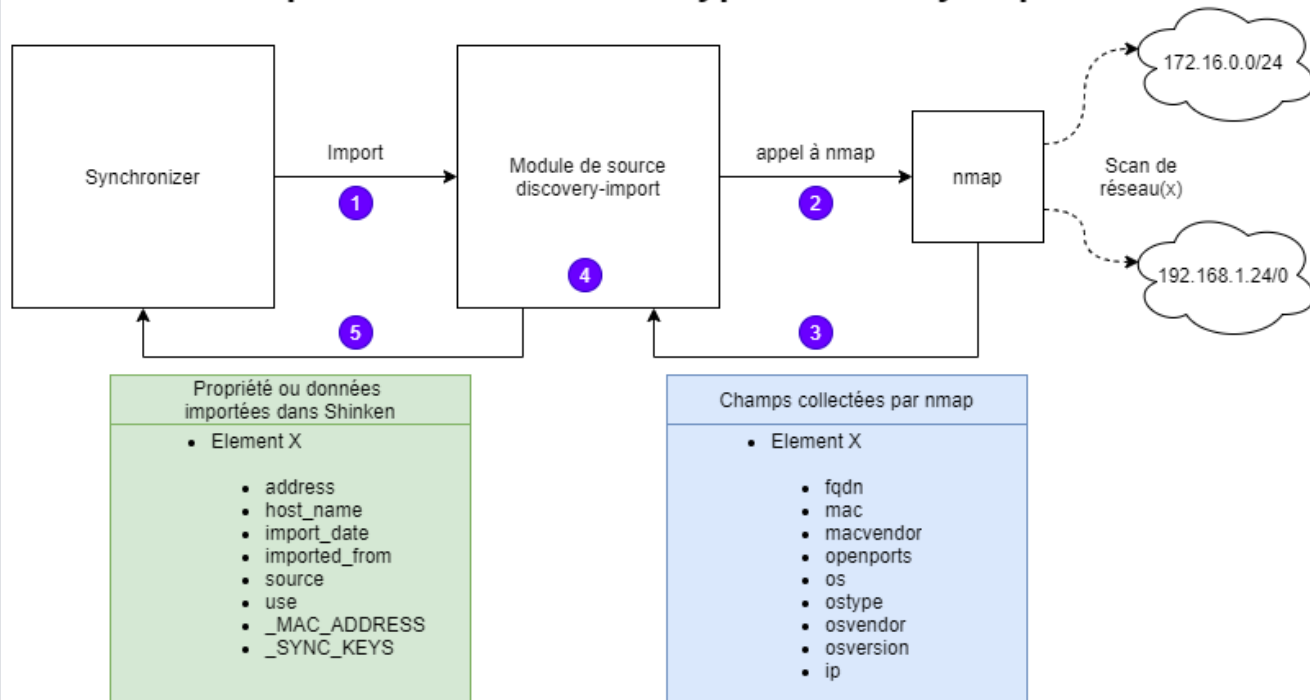 172.16.0.0/24
Synchronizer
Import
1
Module de source
discovery-import
4
appel à nmap
2
nmap
Scan de
réseau(x)
192.168.1.24/0
5
3
Propriété ou données
importées dans Shinken
• Element X
• address
• host_name
• import_date
• imported_from
• source
• use
• _MAC_ADDRESS
• _SYNC_KEYS
Champs collectées par nmap
• Element X
• fqdn
• mac
• macvendor
• openports
• os
• ostype
• osvendor
• osversion
• ip